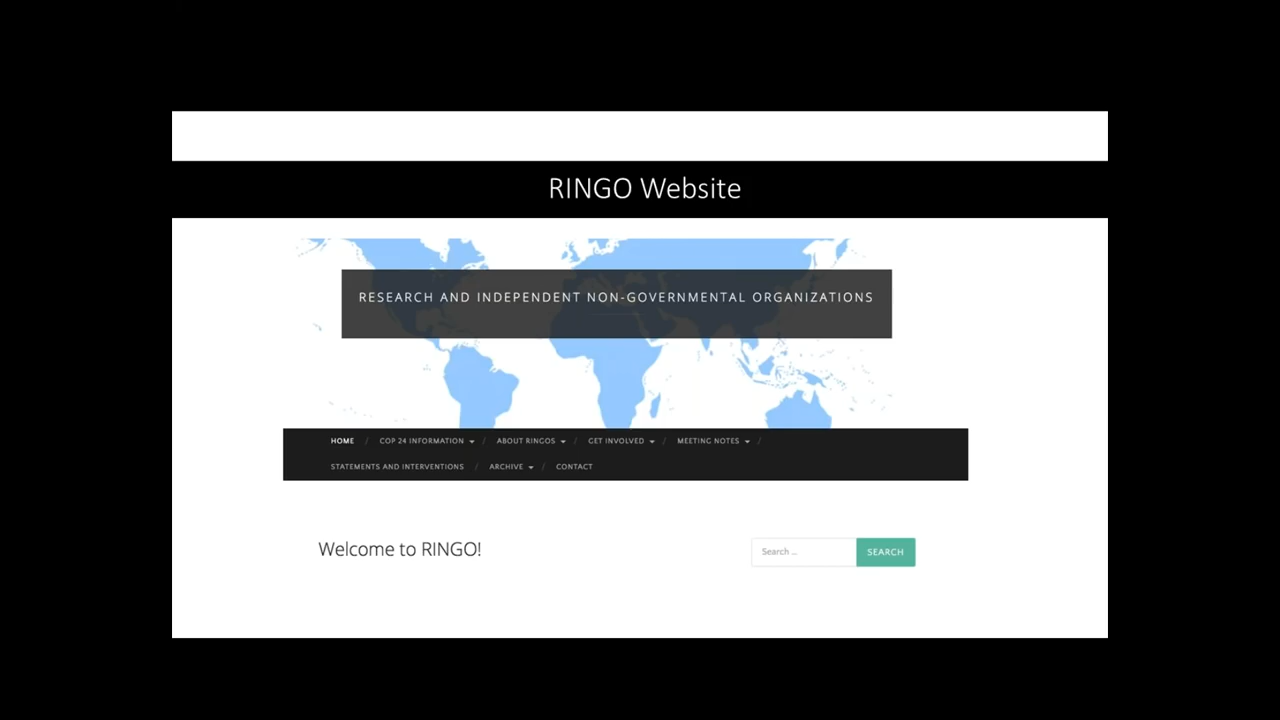 RINGO Website
RESEARCH AND INDEPENDENT NON-GOVERNMENTAL ORGANIZATIONS
HOME / COP 24 INFORMATION / ABOUT RINGOS / GET INVOLVED / MEETING NOTES /
STATEMENTS AND INTERVENTIONS / ARCHIVE / CONTACT
Welcome to RINGO!
Search ... SEARCH